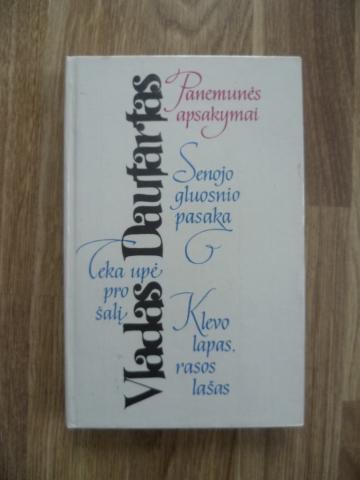 Vladas Dautartas
Panemunės
apsakymai
Senojo
gluosnio
pasaka
Teka upė
pro
šalį
Klevo
lapas,
rasos
lašas